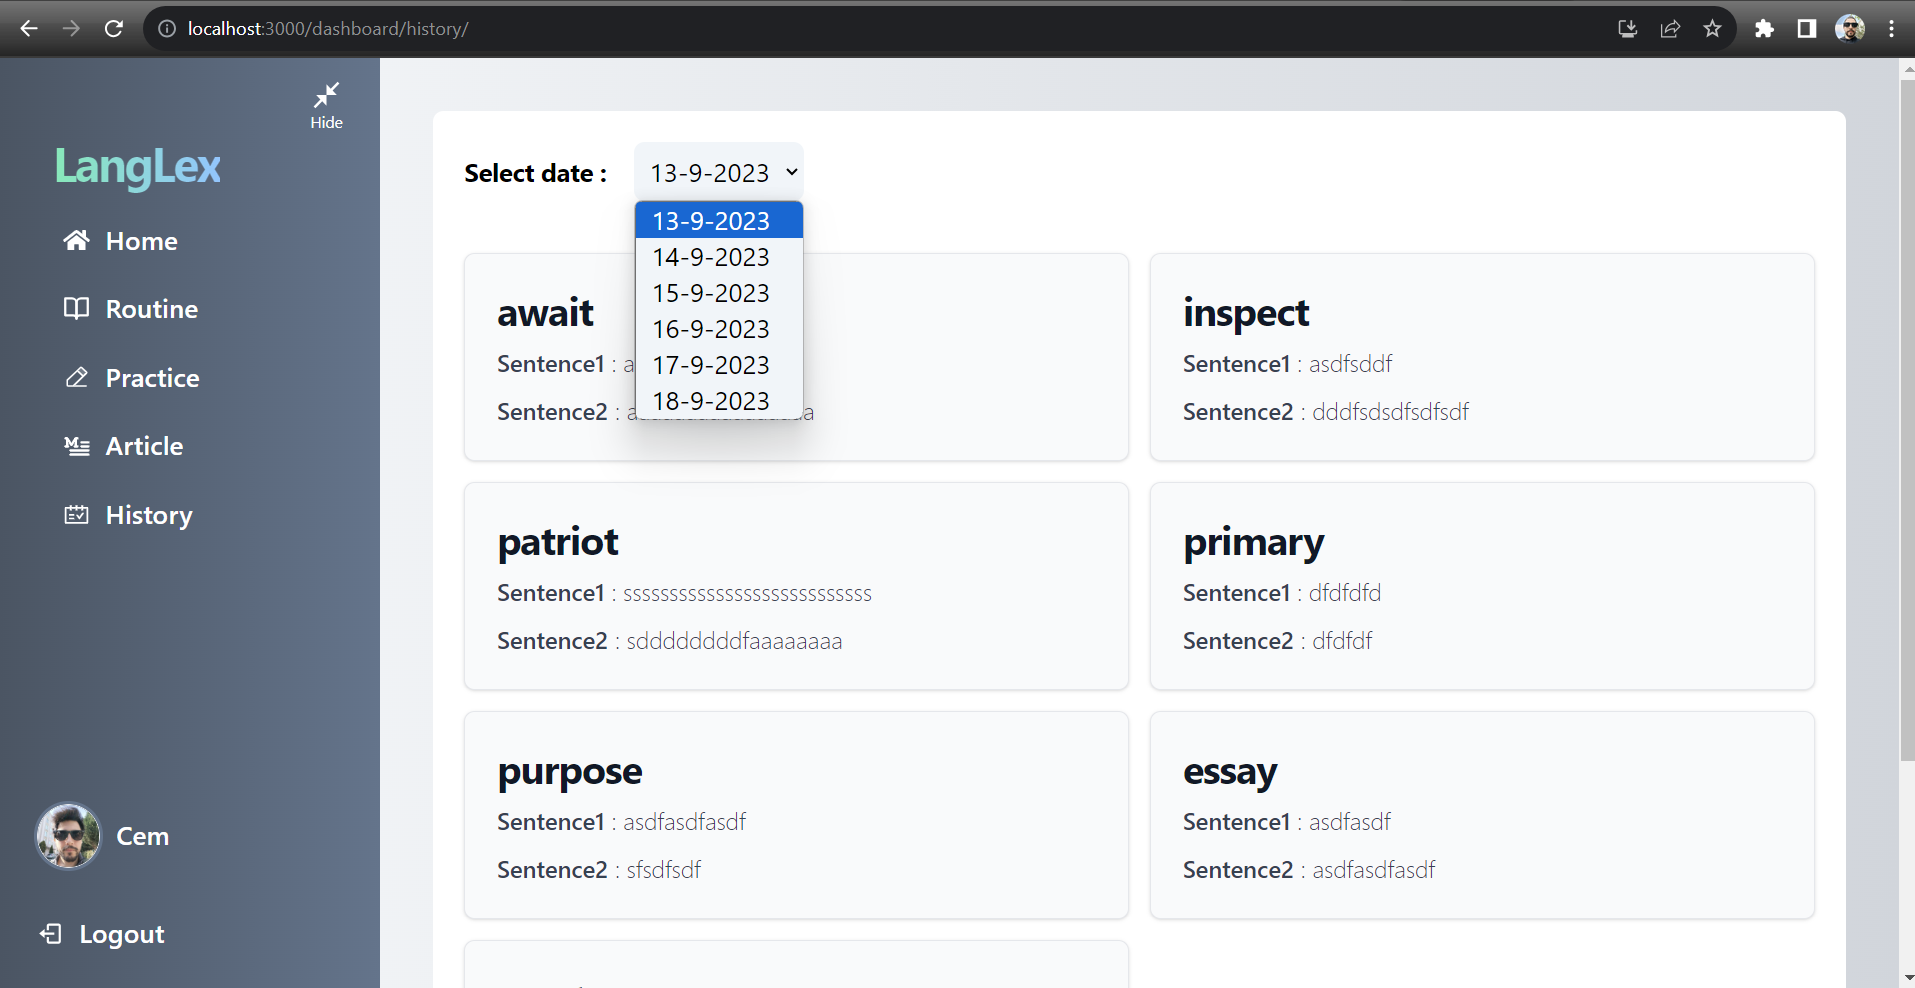 localhost:3000/dashboard/history/
Hide
LangLex
Home
Routine
Practice
Article
History
Cem
Logout
Select date :
13-9-2023
13-9-2023
14-9-2023
15-9-2023
16-9-2023
17-9-2023
18-9-2023
await
Sentence1 :
Sentence2 :
inspect
Sentence1 : asdfsddf
Sentence2 : dddfsdsdfsdfsdf
patriot
Sentence1 : sssssssssssssssssssssssssss
Sentence2 : sdddddddddfaaaaaaaa
primary
Sentence1 : dfdfdfd
Sentence2 : dfdfdf
purpose
Sentence1 : asdfasdfasdf
Sentence2 : sfsdfsdf
essay
Sentence1 : asdfasdf
Sentence2 : asdfasdfasdf